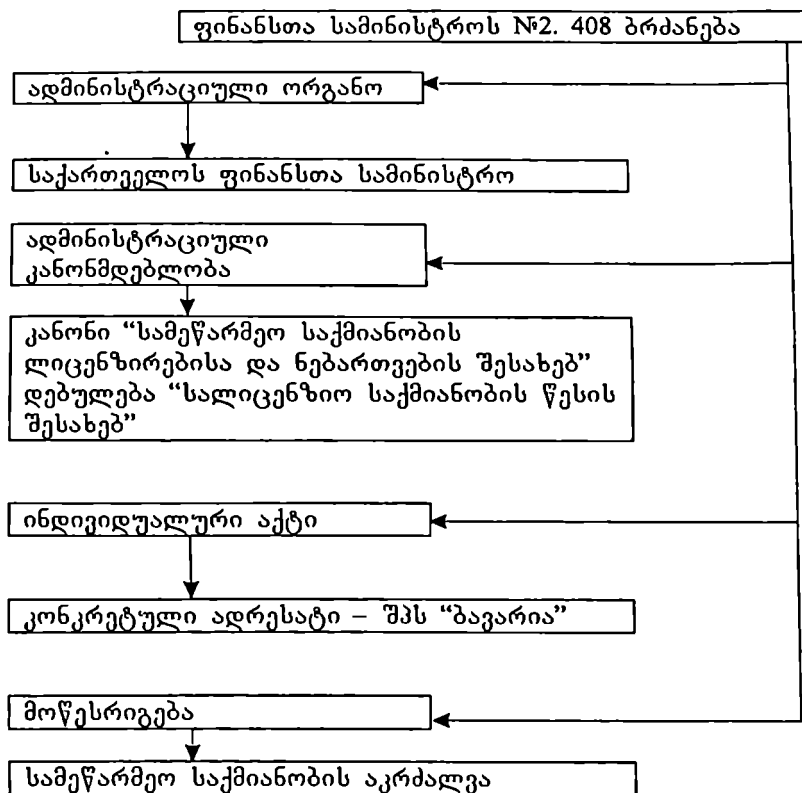 ფინანსთა სამინისტროს №2. 408 ბრძანება
ადმინისტრაციული ორგანო
საქართველოს ფინანსთა სამინისტრო
ადმინისტრაციული
კანონმდებლობა
კანონი “სამეწარმეო საქმიანობის
ლიცენზირებისა და ნებართვების შესახებ”
დებულება “სალიცენზიო საქმიანობის წესის
შესახებ”
ინდივიდუალური აქტი
კონკრეტული ადრესატი – შპს “ბავარია”
მოწესრიგება
სამეწარმეო საქმიანობის აკრძალვა